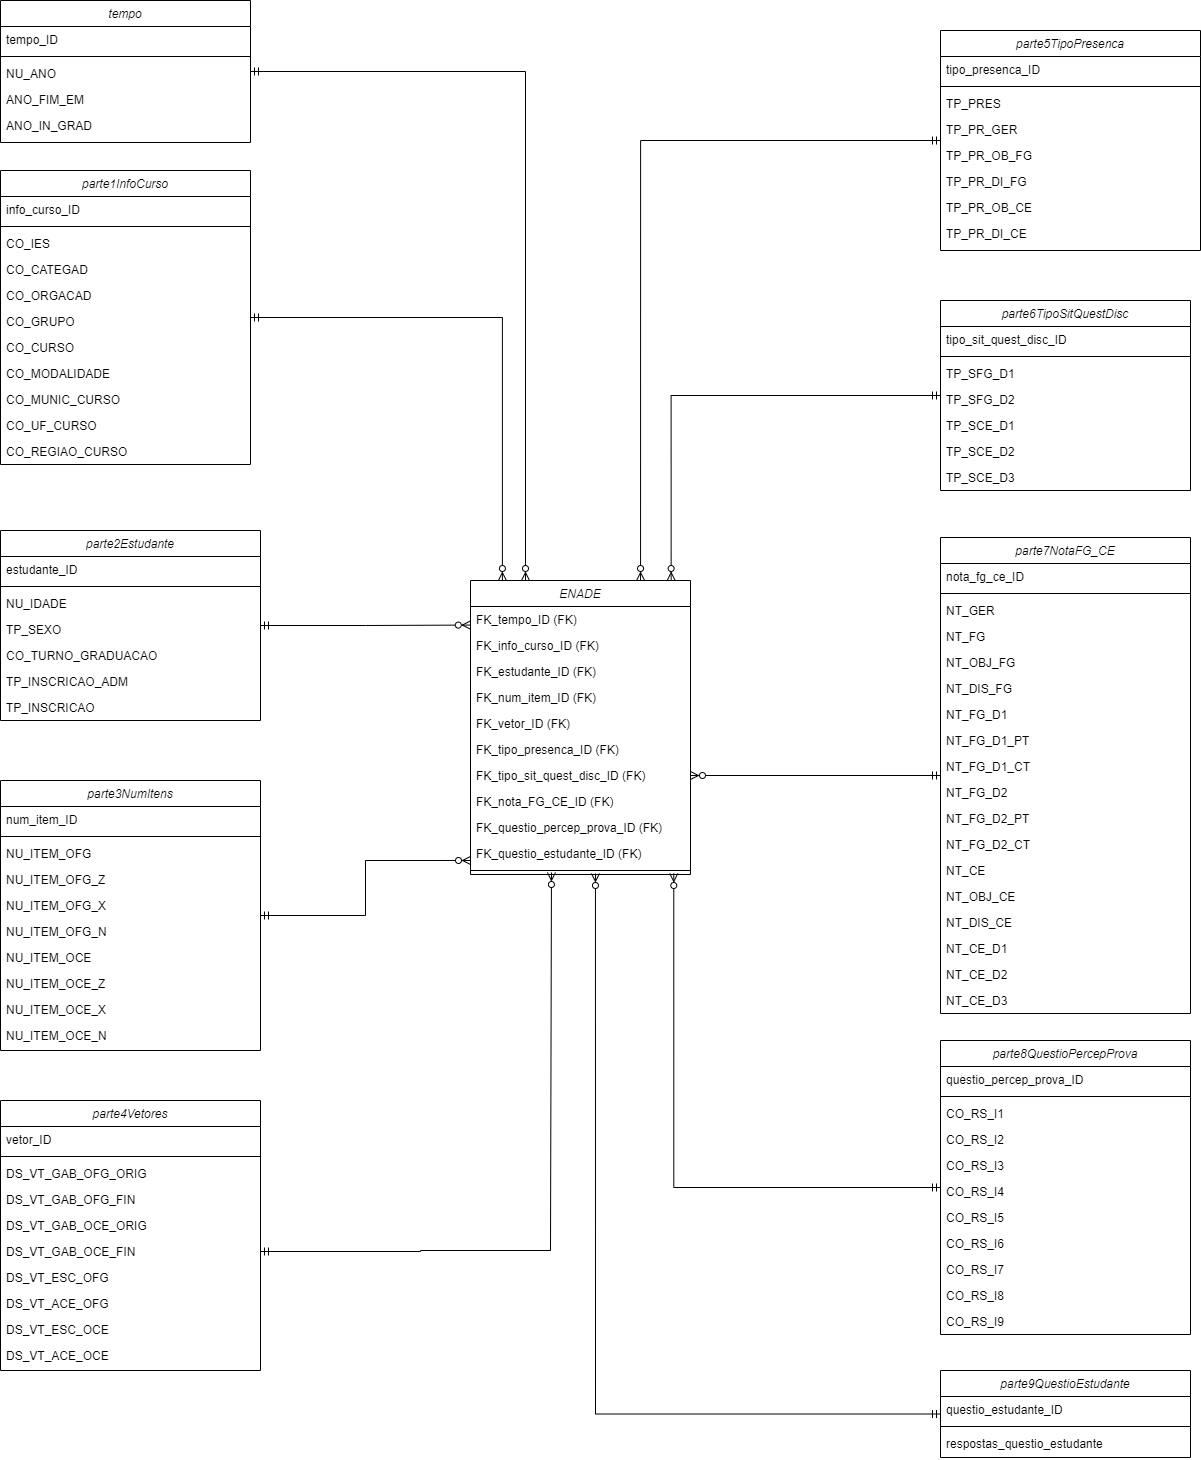 tempo
tempo_ID
NU_ANO
ANO_FIM_EM
ANO_IN_GRAD
parte1InfoCurso
info_curso_ID
CO_IES
CO_CATEGAD
CO_ORGACAD
CO_GRUPO
CO_CURSO
CO_MODALIDADE
CO_MUNIC_CURSO
CO_UF_CURSO
CO_REGIAO_CURSO
parte2Estudante
estudante_ID
NU_IDADE
TP_SEXO
CO_TURNO_GRADUACAO
TP_INSCRICAO_ADM
TP_INSCRICAO
parte3NumItens
num_item_ID
NU_ITEM_OFG
NU_ITEM_OFG_Z
NU_ITEM_OFG_X
NU_ITEM_OFG_N
NU_ITEM_OCE
NU_ITEM_OCE_Z
NU_ITEM_OCE_X
NU_ITEM_OCE_N
parte4Vetores
vetor_ID
DS_VT_GAB_OFG_ORIG
DS_VT_GAB_OFG_FIN
DS_VT_GAB_OCE_ORIG
DS_VT_GAB_OCE_FIN
DS_VT_ESC_OFG
DS_VT_ACE_OFG
DS_VT_ESC_OCE
DS_VT_ACE_OCE
ENADE
FK_tempo_ID (FK)
FK_info_curso_ID (FK)
FK_estudante_ID (FK)
FK_num_item_ID (FK)
FK_vetor_ID (FK)
FK_tipo_presenca_ID (FK)
FK_tipo_sit_quest_disc_ID (FK)
FK_nota_FG_CE_ID (FK)
FK_questio_percep_prova_ID (FK)
FK_questio_estudante_ID (FK)
parte5TipoPresenca
tipo_presenca_ID
TP_PRES
TP_PR_GER
TP_PR_OB_FG
TP_PR_DI_FG
TP_PR_OB_CE
TP_PR_DI_CE
parte6TipoSitQuestDisc
tipo_sit_quest_disc_ID
TP_SFG_D1
TP_SFG_D2
TP_SCE_D1
TP_SCE_D2
TP_SCE_D3
parte7NotaFG_CE
nota_fg_ce_ID
NT_GER
NT_FG
NT_OBJ_FG
NT_DIS_FG
NT_FG_D1
NT_FG_D1_PT
NT_FG_D1_CT
NT_FG_D2
NT_FG_D2_PT
NT_FG_D2_CT
NT_CE
NT_OBJ_CE
NT_DIS_CE
NT_CE_D1
NT_CE_D2
NT_CE_D3
parte8QuestioPercepProva
questio_percep_prova_ID
CO_RS_I1
CO_RS_I2
CO_RS_I3
CO_RS_I4
CO_RS_I5
CO_RS_I6
CO_RS_I7
CO_RS_I8
CO_RS_I9
parte9QuestioEstudante
questio_estudante_ID
respostas_questio_estudante